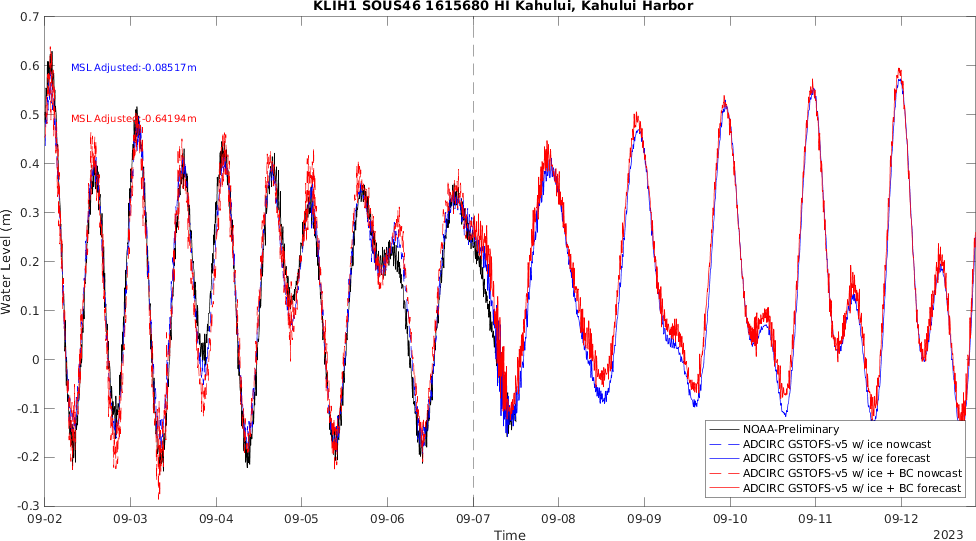 KLIH1 SOUS46 1615680 HI Kahului, Kahului Harbor
0.7
0.6
0.5
0.4
0.3
0.2
0.1
0
-0.1
-0.2
-0.3
Water Level (m)
MSL Adjusted:-0.08517m
MSL Adjusted:-0.64194m
NOAA-Preliminary
ADCIRC GSTOFS-v5 w/ ice nowcast
ADCIRC GSTOFS-v5 w/ ice forecast
ADCIRC GSTOFS-v5 w/ ice + BC nowcast
ADCIRC GSTOFS-v5 w/ ice + BC forecast
09-02 09-03 09-04 09-05 09-06 09-07 09-08 09-09 09-10 09-11 09-12
Time
2023